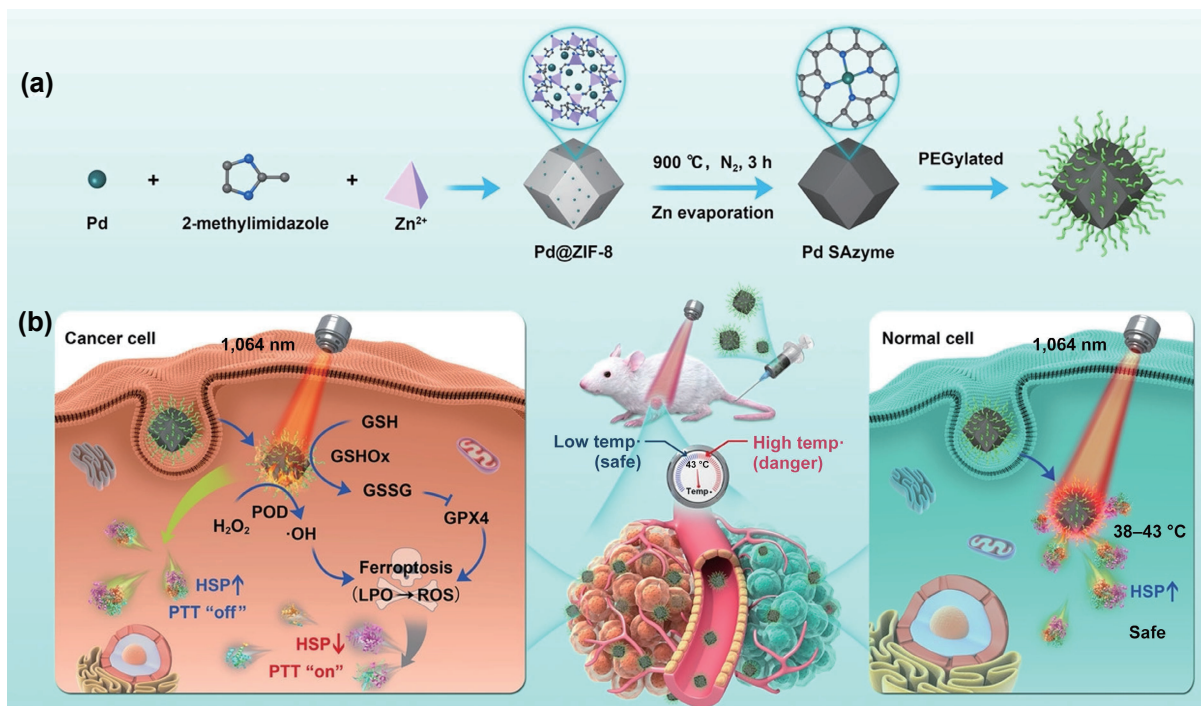 (a)
Pd
+
2-methylimidazole
+
Zn²⁺
Pd@ZIF-8
900 ℃, N₂, 3 h
Zn evaporation
Pd SAzyme
PEGylated
(b)
Cancer cell
1,064 nm
GSH
GSHOx
GSSG
GPX4
POD
H₂O₂
·OH
Ferroptosis
(LPO → ROS)
HSP↑
PTT “off”
HSP↓
PTT “on”
Low temp·
(safe)
High temp·
(danger)
43 ℃
Temp·
Normal cell
1,064 nm
38–43 °C
HSP↑
Safe